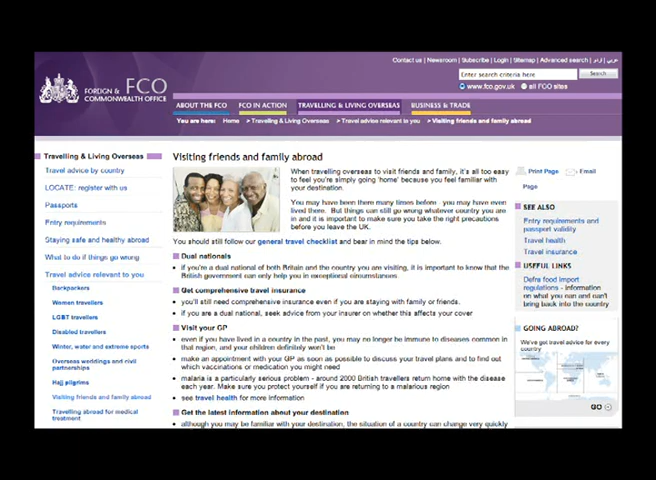 Contact us | Newsroom | Subscribe | Login | Sitemap | Advanced search | اردو | عربي
FOREIGN &
COMMONWEALTH OFFICE
FCO
Enter search criteria here
Search
www.fco.gov.uk
all FCO sites
ABOUT THE FCO
FCO IN ACTION
TRAVELLING & LIVING OVERSEAS
BUSINESS & TRADE
You are here: Home > Travelling & Living Overseas > Travel advice relevant to you > Visiting friends and family abroad
Travelling & Living Overseas
Travel advice by country
LOCATE: register with us
Passports
Entry requirements
Staying safe and healthy abroad
What to do if things go wrong
Travel advice relevant to you
Backpackers
Women travellers
LGBT travellers
Disabled travellers
Winter, water and extreme sports
Overseas weddings and civil
partnerships
Hajj pilgrims
Visiting friends and family abroad
Travelling abroad for medical
treatment
Visiting friends and family abroad
When travelling overseas to visit friends and family, it's all too easy
to feel you're simply going 'home' because you feel familiar with
your destination.
You may have been there many times before - you may have even
lived there. But things can still go wrong whatever country you are
in and it is important to make sure you take the right precautions
before you leave the UK.
You should still follow our general travel checklist and bear in mind the tips below.
Dual nationals
• if you're a dual national of both Britain and the country you are visiting, it is important to know that the
British government can only help you in exceptional circumstances.
Get comprehensive travel insurance
• you'll still need comprehensive insurance even if you are staying with family or friends.
• if you are a dual national, seek advice from your insurer on whether this affects your cover
Visit your GP
• even if you have lived in a country in the past, you may no longer be immune to diseases common in
that region, and your children definitely won't be
• make an appointment with your GP as soon as possible to discuss your travel plans and to find out
which vaccinations or medication you might need
• malaria is a particularly serious problem - around 2000 British travellers return home with the disease
each year. Make sure you protect yourself if you are returning to a malarious region
• see travel health for more information
Get the latest information about your destination
• although you may be familiar with your destination, the situation of a country can change very quickly
Print Page
Email
Page
SEE ALSO
Entry requirements and
passport validity
Travel health
Travel insurance
USEFUL LINKS
Defra food import
regulations - information
on what you can and can't
bring back into the country
GOING ABROAD?
We've got travel advice for every
country
GO